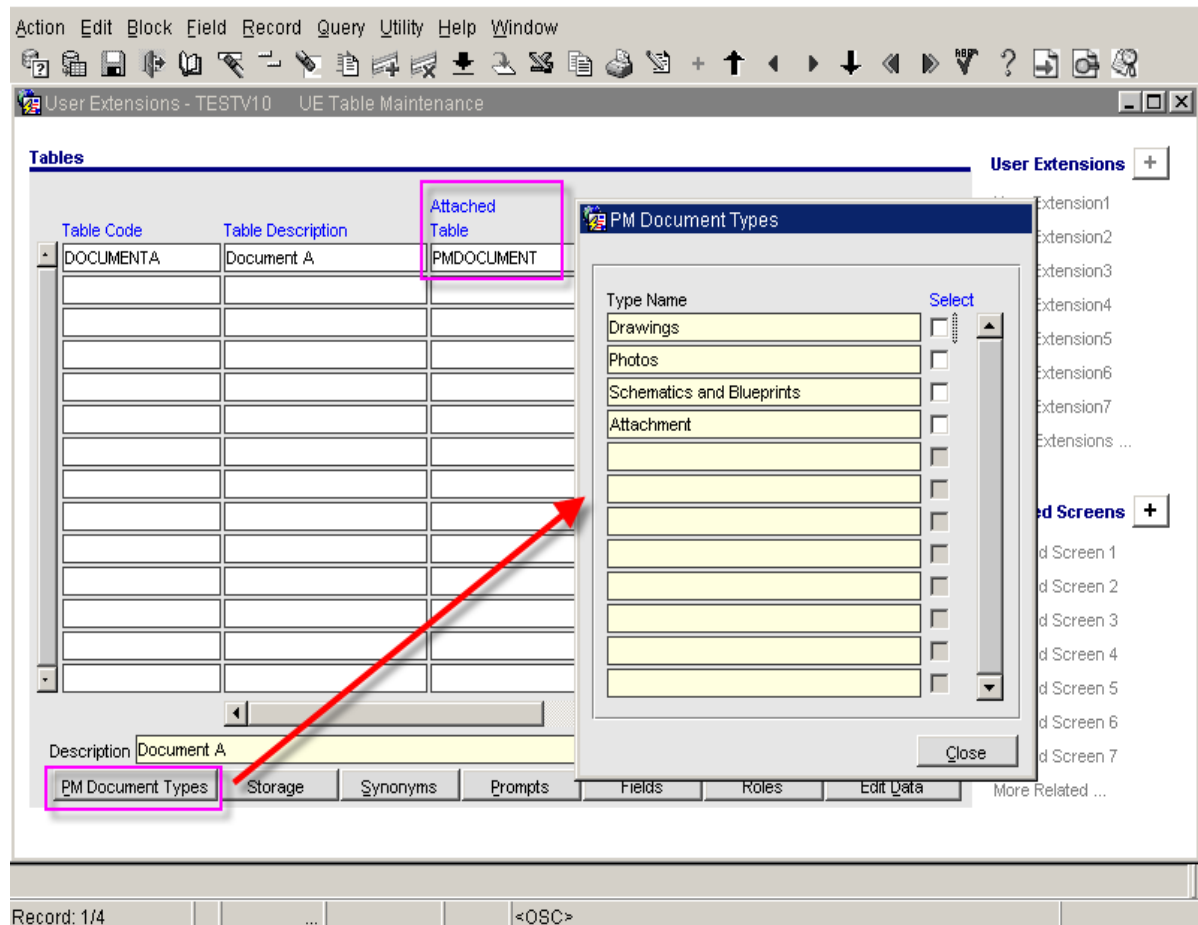 Action Edit Block Field Record Query Utility Help Window
User Extensions - TESTV10 UE Table Maintenance
Tables
User Extensions +
Table Code
Table Description
Attached
Table
DOCUMENTA
Document A
PMDOCUMENT
PM Document Types
Type Name
Select
Drawings
Photos
Schematics and Blueprints
Attachment
Close
Extension1
Extension2
Extension3
Extension4
Extension5
Extension6
Extension7
Extensions ...
ed Screens +
d Screen 1
d Screen 2
d Screen 3
d Screen 4
d Screen 5
d Screen 6
d Screen 7
More Related ...
Description Document A
PM Document Types Storage Synonyms Prompts Fields Roles Edit Data
Record: 1/4 ... <OSC>